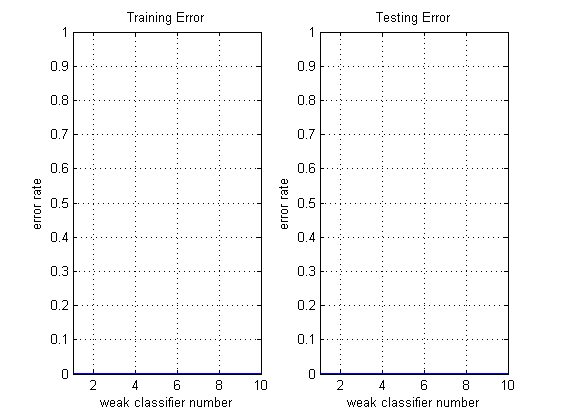 Training Error
1
0.9
0.8
0.7
0.6
0.5
0.4
0.3
0.2
0.1
0
error rate
2 4 6 8 10
weak classifier number
Testing Error
1
0.9
0.8
0.7
0.6
0.5
0.4
0.3
0.2
0.1
0
error rate
2 4 6 8 10
weak classifier number